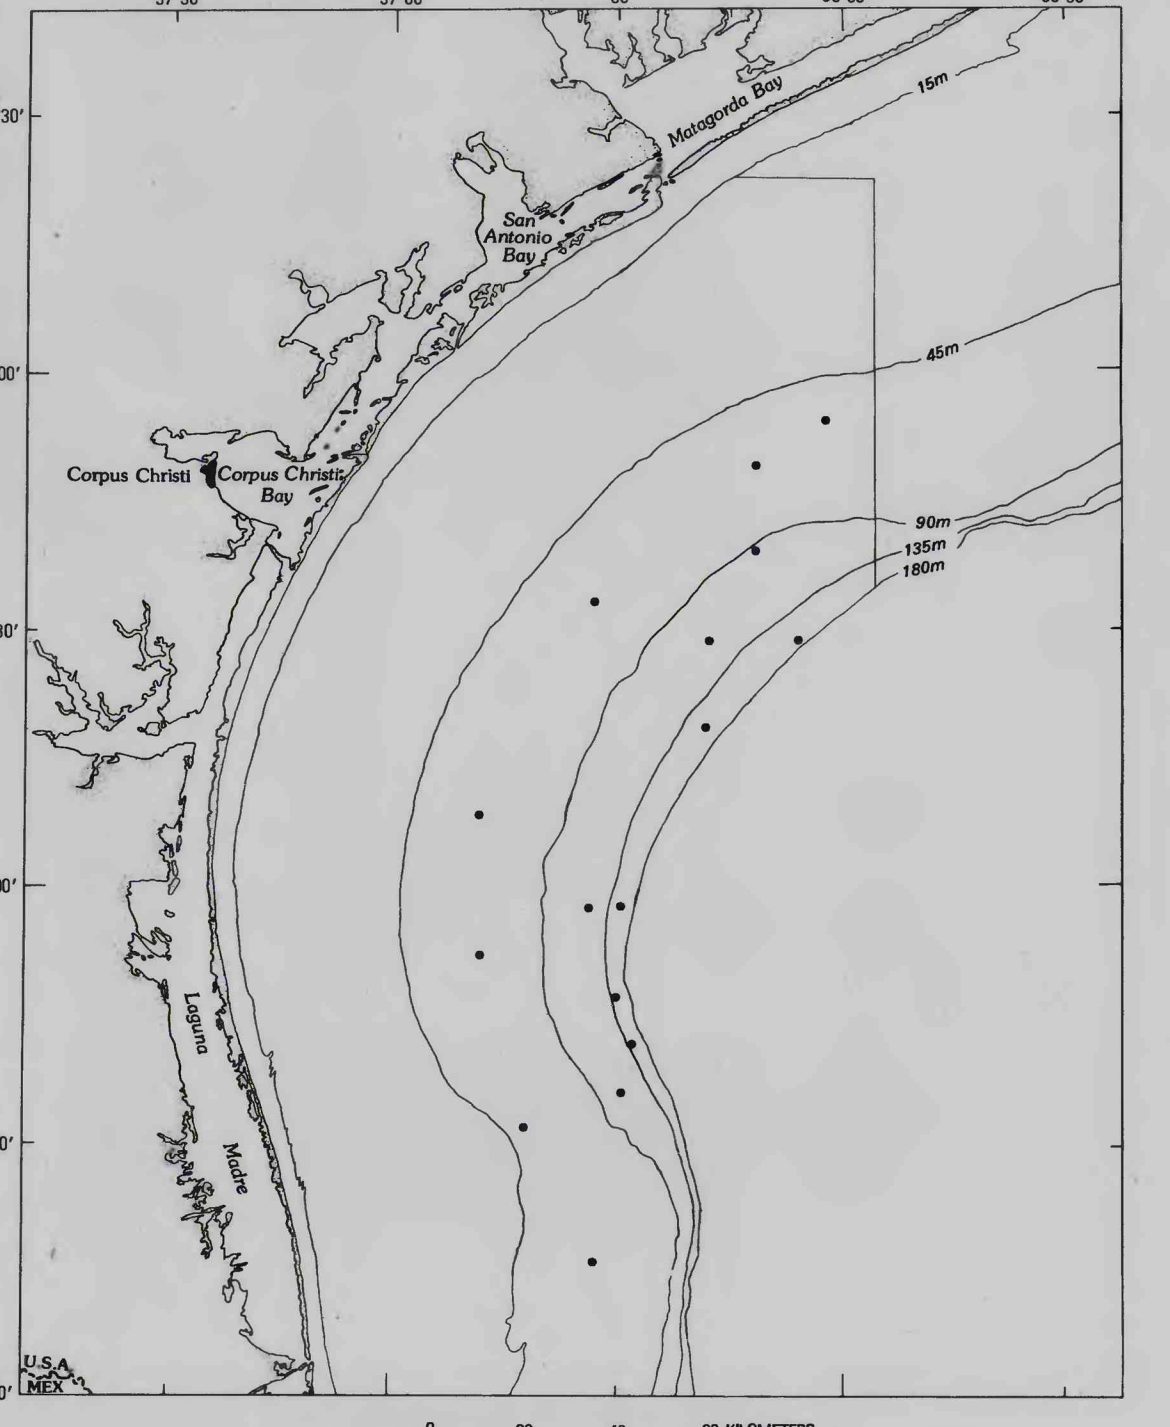 30'
Matagorda Bay
15m
San
Antonio
Bay
45m
00'
Corpus Christi
Corpus Christi
Bay
90m
135m
180m
30'
00'
Laguna
Madre
U.S.A
MEX
KILOMETERS